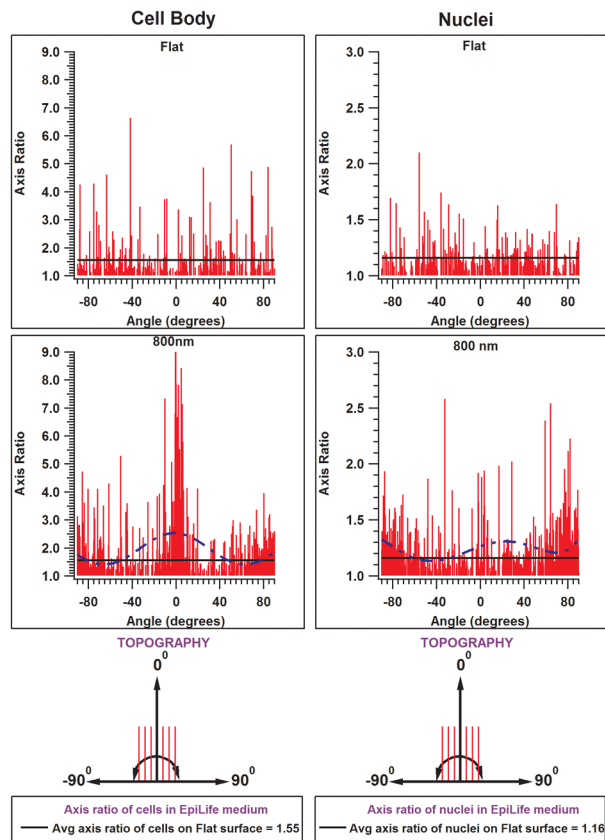 Cell Body
Nuclei
Flat
Axis Ratio
9.0
8.0
7.0
6.0
5.0
4.0
3.0
2.0
1.0
-80
-40
0
40
80
Angle (degrees)
Flat
Axis Ratio
3.0
2.5
2.0
1.5
1.0
-80
-40
0
40
80
Angle (degrees)
800nm
Axis Ratio
9.0
8.0
7.0
6.0
5.0
4.0
3.0
2.0
1.0
-80
-40
0
40
80
Angle (degrees)
800 nm
Axis Ratio
3.0
2.5
2.0
1.5
1.0
-80
-40
0
40
80
Angle (degrees)
TOPOGRAPHY
0⁰
-90⁰
90⁰
TOPOGRAPHY
0⁰
-90⁰
90⁰
Axis ratio of cells in EpiLife medium
Avg axis ratio of cells on Flat surface = 1.55
Axis ratio of nuclei in EpiLife medium
Avg axis ratio of nuclei on Flat surface = 1.16